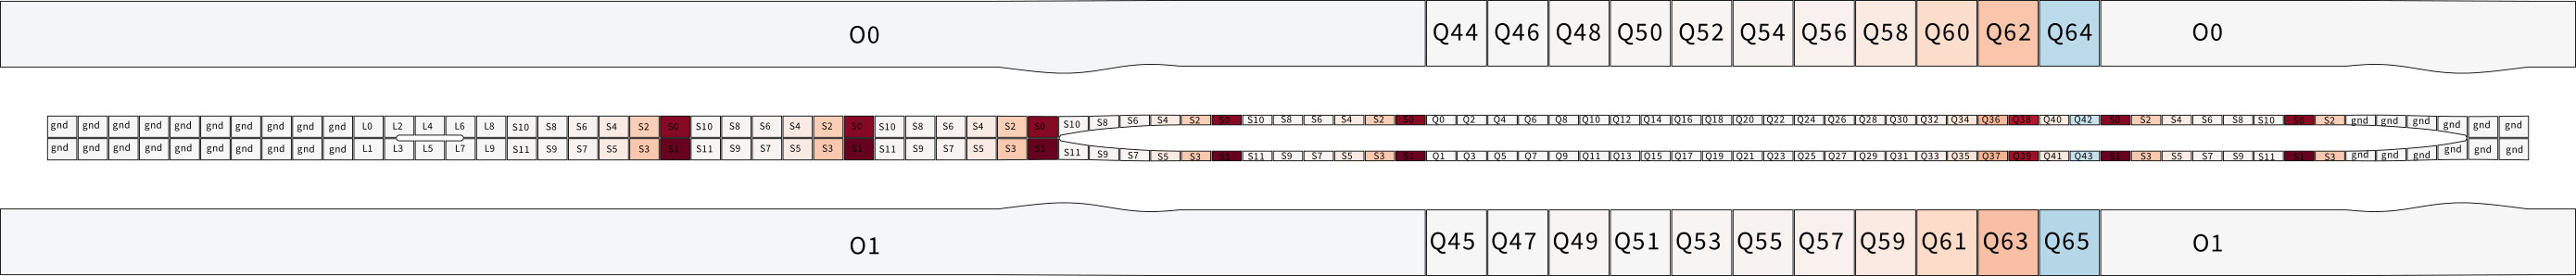 O0 Q44 Q46 Q48 Q50 Q52 Q54 Q56 Q58 Q60 Q62 Q64 O0
gnd gnd gnd gnd gnd gnd gnd gnd gnd gnd L0 L2 L4 L6 L8 S10 S8 S6 S4 S2 S0 S10 S8 S6 S4 S2 S0 S10 S8 S6 S4 S2 S0 S10 S8 S6 S4 S2 S0 S10 S8 S6 S4 S2 S0 Q0 Q2 Q4 Q6 Q8 Q10 Q12 Q14 Q16 Q18 Q20 Q22 Q24 Q26 Q28 Q30 Q32 Q34 Q36 Q38 Q40 Q42 S0 S2 S4 S6 S8 S10 S0 S2 gnd gnd gnd gnd gnd gnd
gnd gnd gnd gnd gnd gnd gnd gnd gnd gnd L1 L3 L5 L7 L9 S11 S9 S7 S5 S3 S1 S11 S9 S7 S5 S3 S1 S11 S9 S7 S5 S3 S1 S11 S9 S7 S5 S3 S1 S11 S9 S7 S5 S3 S1 Q1 Q3 Q5 Q7 Q9 Q11 Q13 Q15 Q17 Q19 Q21 Q23 Q25 Q27 Q29 Q31 Q33 Q35 Q37 Q39 Q41 Q43 S1 S3 S5 S7 S9 S11 S1 S3 gnd gnd gnd gnd gnd gnd
O1 Q45 Q47 Q49 Q51 Q53 Q55 Q57 Q59 Q61 Q63 Q65 O1